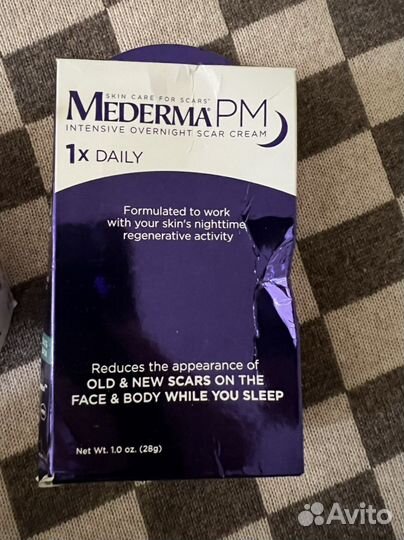 SKIN CARE FOR SCARS
MEDERMA PM
INTENSIVE OVERNIGHT SCAR CREAM
1x DAILY
Formulated to work
with your skin's nighttime
regenerative activity
Reduces the appearance of
OLD & NEW SCARS ON THE
FACE & BODY WHILE YOU SLEEP
Net Wt. 1.0 oz. (28g)
Avito